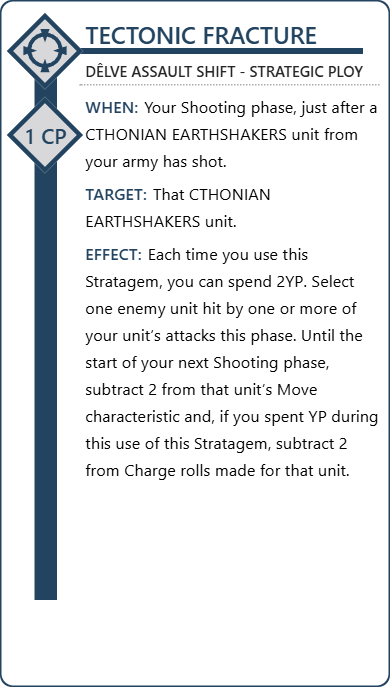 TECTONIC FRACTURE
DÊLVE ASSAULT SHIFT - STRATEGIC PLOY
WHEN: Your Shooting phase, just after a
1 CP
CTHONIAN EARTHSHAKERS unit from
your army has shot.
TARGET: That CTHONIAN
EARTHSHAKERS unit.
EFFECT: Each time you use this
Stratagem, you can spend 2YP. Select
one enemy unit hit by one or more of
your unit’s attacks this phase. Until the
start of your next Shooting phase,
subtract 2 from that unit’s Move
characteristic and, if you spent YP during
this use of this Stratagem, subtract 2
from Charge rolls made for that unit.